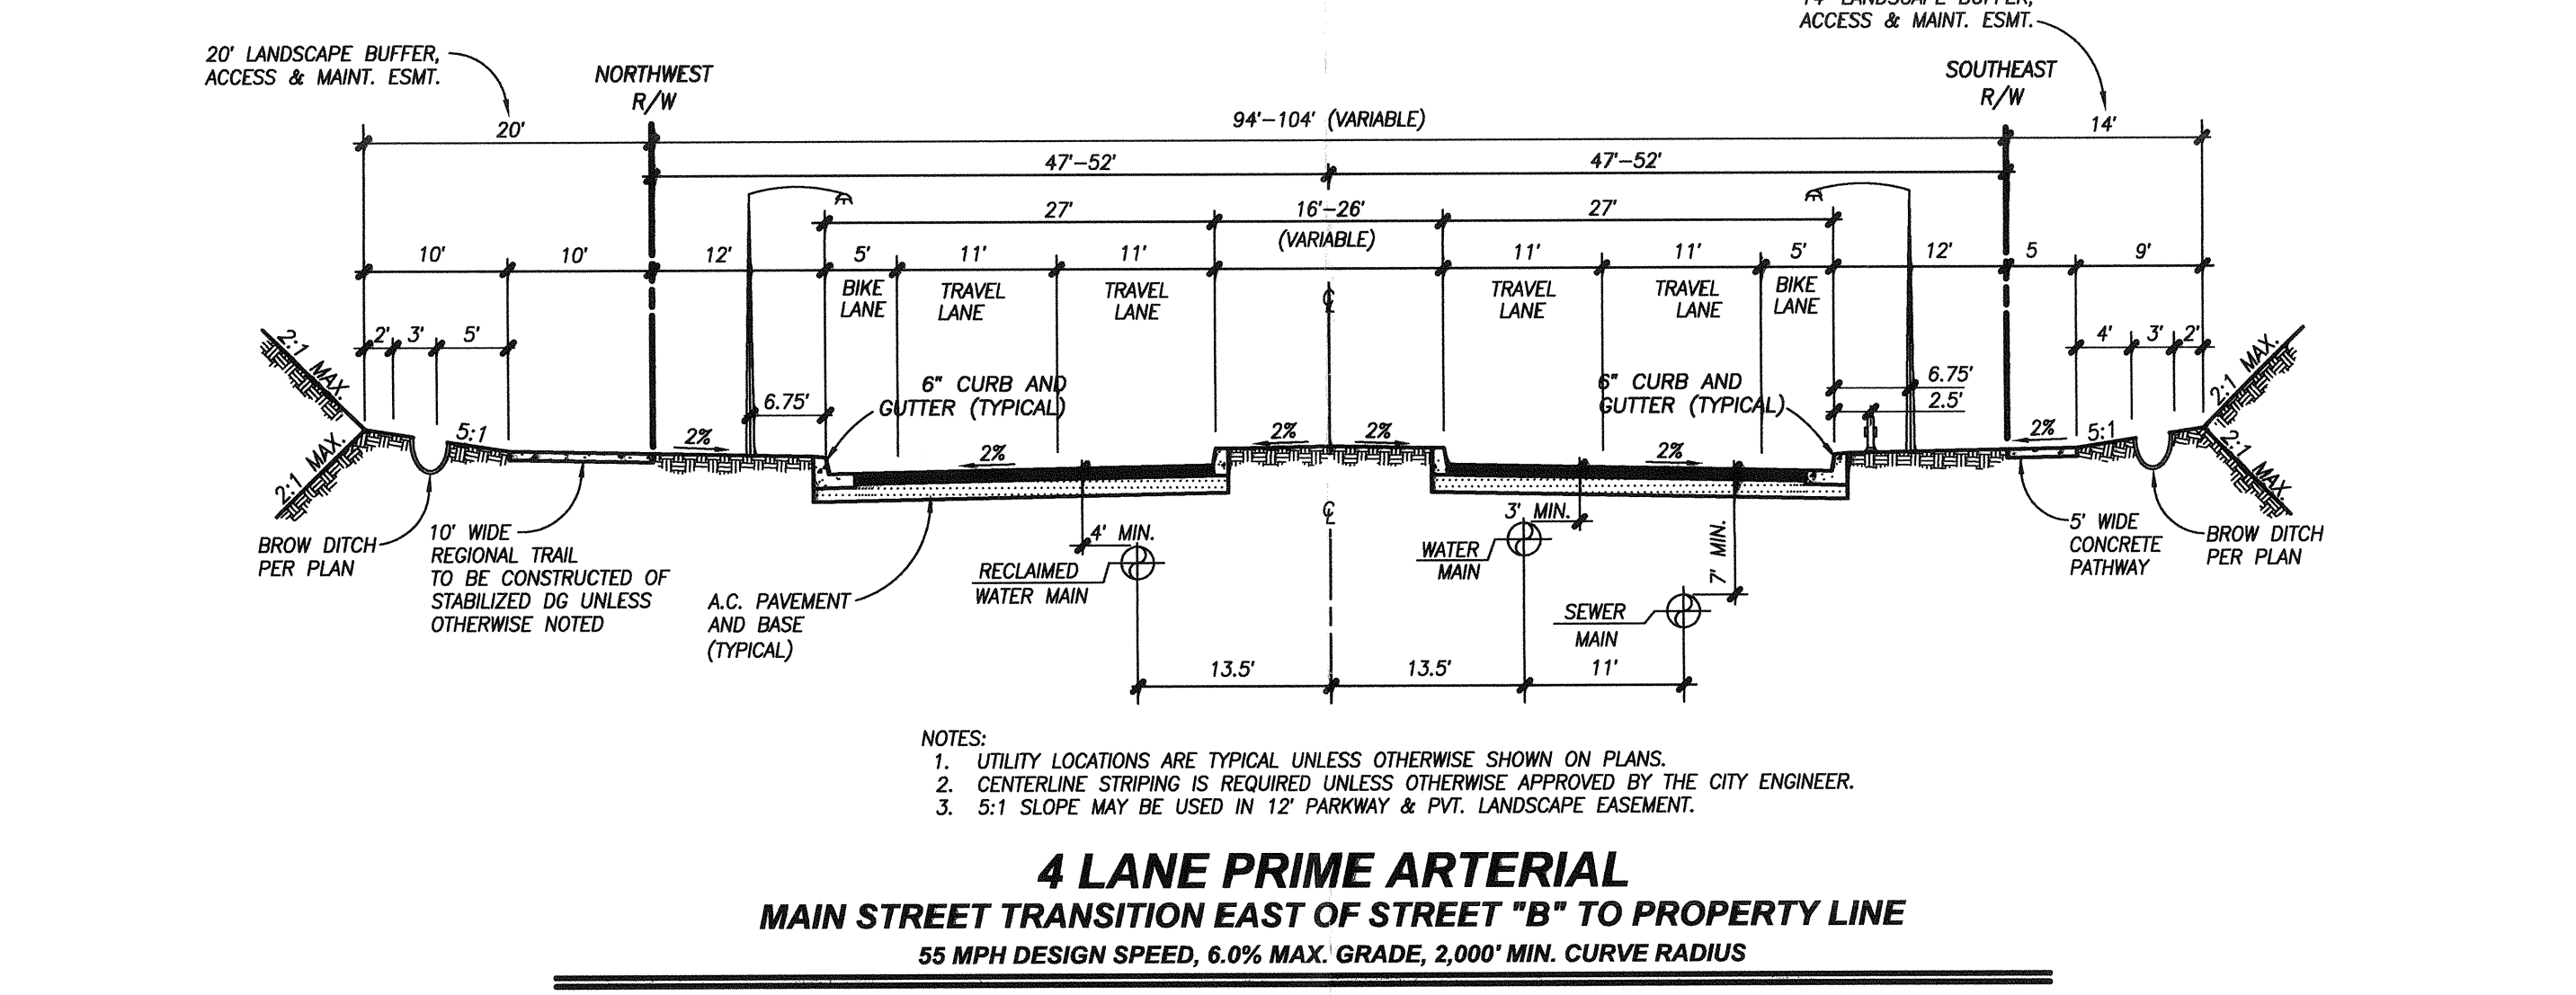 ACCESS & MAINT. ESMT.
20' LANDSCAPE BUFFER,
ACCESS & MAINT. ESMT.
NORTHWEST
R/W
SOUTHEAST
R/W
20'
94'-104' (VARIABLE)
14'
47'-52'
47'-52'
27'
16'-26'
27'
(VARIABLE)
10'
10'
12'
5'
11'
11'
11'
11'
5'
12'
5
9'
BIKE
LANE
TRAVEL
LANE
TRAVEL
LANE
℄
TRAVEL
LANE
TRAVEL
LANE
BIKE
LANE
2'
3'
5'
4'
3'
2'
2:1 MAX.
2:1 MAX.
6.75'
6" CURB AND
GUTTER (TYPICAL)
6" CURB AND
GUTTER (TYPICAL)
6.75'
2.5'
2:1 MAX.
5:1
2%
2%
2%
2%
2%
2%
5:1
2:1 MAX.
BROW DITCH
PER PLAN
10' WIDE
REGIONAL TRAIL
TO BE CONSTRUCTED OF
STABILIZED DG UNLESS
OTHERWISE NOTED
A.C. PAVEMENT
AND BASE
(TYPICAL)
4' MIN.
RECLAIMED
WATER MAIN
℄
3' MIN.
WATER
MAIN
7' MIN.
SEWER
MAIN
5' WIDE
CONCRETE
PATHWAY
BROW DITCH
PER PLAN
13.5'
13.5'
11'
NOTES:
1. UTILITY LOCATIONS ARE TYPICAL UNLESS OTHERWISE SHOWN ON PLANS.
2. CENTERLINE STRIPING IS REQUIRED UNLESS OTHERWISE APPROVED BY THE CITY ENGINEER.
3. 5:1 SLOPE MAY BE USED IN 12' PARKWAY & PVT. LANDSCAPE EASEMENT.
4 LANE PRIME ARTERIAL
MAIN STREET TRANSITION EAST OF STREET "B" TO PROPERTY LINE
55 MPH DESIGN SPEED, 6.0% MAX. GRADE, 2,000' MIN. CURVE RADIUS